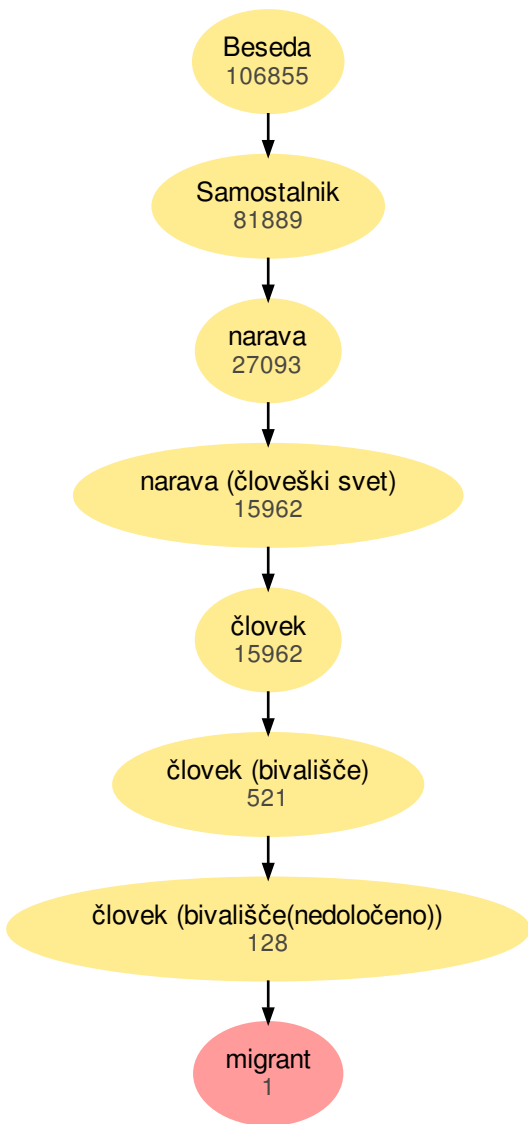 Beseda
106855
Samostalnik
81889
narava
27093
narava (človeški svet)
15962
človek
15962
človek (bivališče)
521
človek (bivališče(nedoločeno))
128
migrant
1